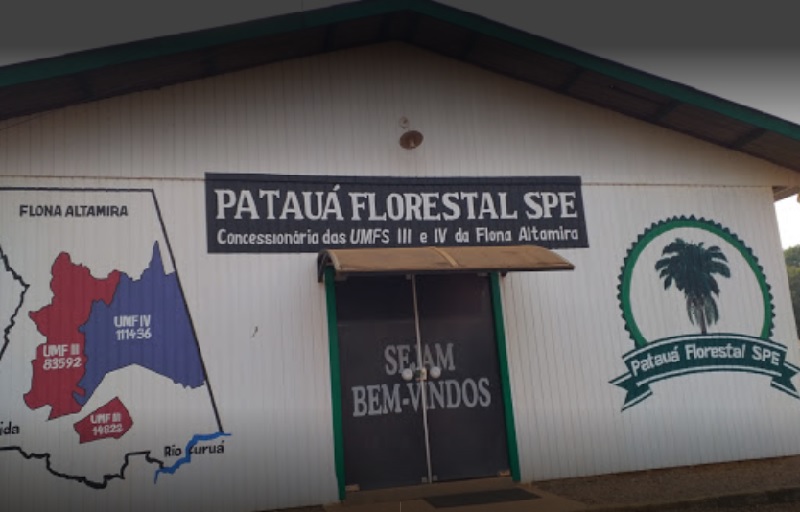 PATAUÁ FLORESTAL SPE
Concessionária das UMFS III e IV da Flona Altamira
FLONA ALTAMIRA
UMF IV
111436
UMF III
83592
UMF III
14822
Rio Curuá
SEJAM
BEM-VINDOS
Patauá Florestal SPE